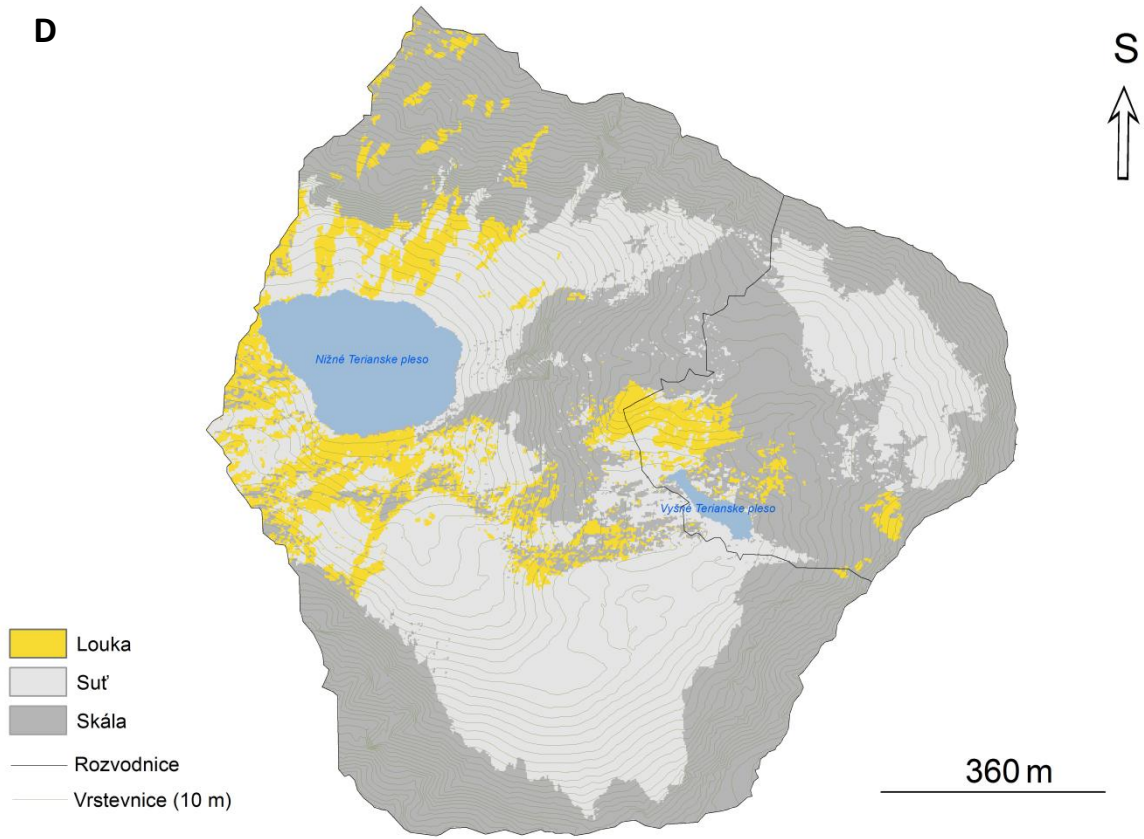 D
S
Nižné Terianske pleso
Vyšné Terianske pleso
Louka
Suť
Skála
Rozvodnice
Vrstevnice (10 m)
360 m